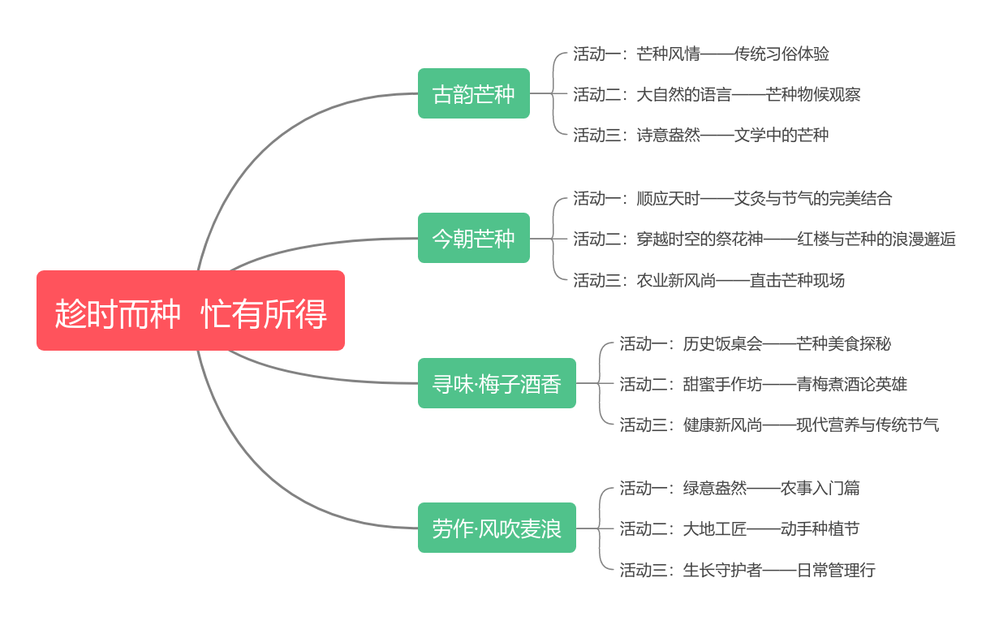 趁时而种 忙有所得
古韵芒种
活动一：芒种风情——传统习俗体验
活动二：大自然的语言——芒种物候观察
活动三：诗意盎然——文学中的芒种
今朝芒种
活动一：顺应天时——艾灸与节气的完美结合
活动二：穿越时空的祭花神——红楼与芒种的浪漫邂逅
活动三：农业新风尚——直击芒种现场
寻味·梅子酒香
活动一：历史饭桌会——芒种美食探秘
活动二：甜蜜手作坊——青梅煮酒论英雄
活动三：健康新风尚——现代营养与传统节气
劳作·风吹麦浪
活动一：绿意盎然——农事入门篇
活动二：大地工匠——动手种植节
活动三：生长守护者——日常管理行